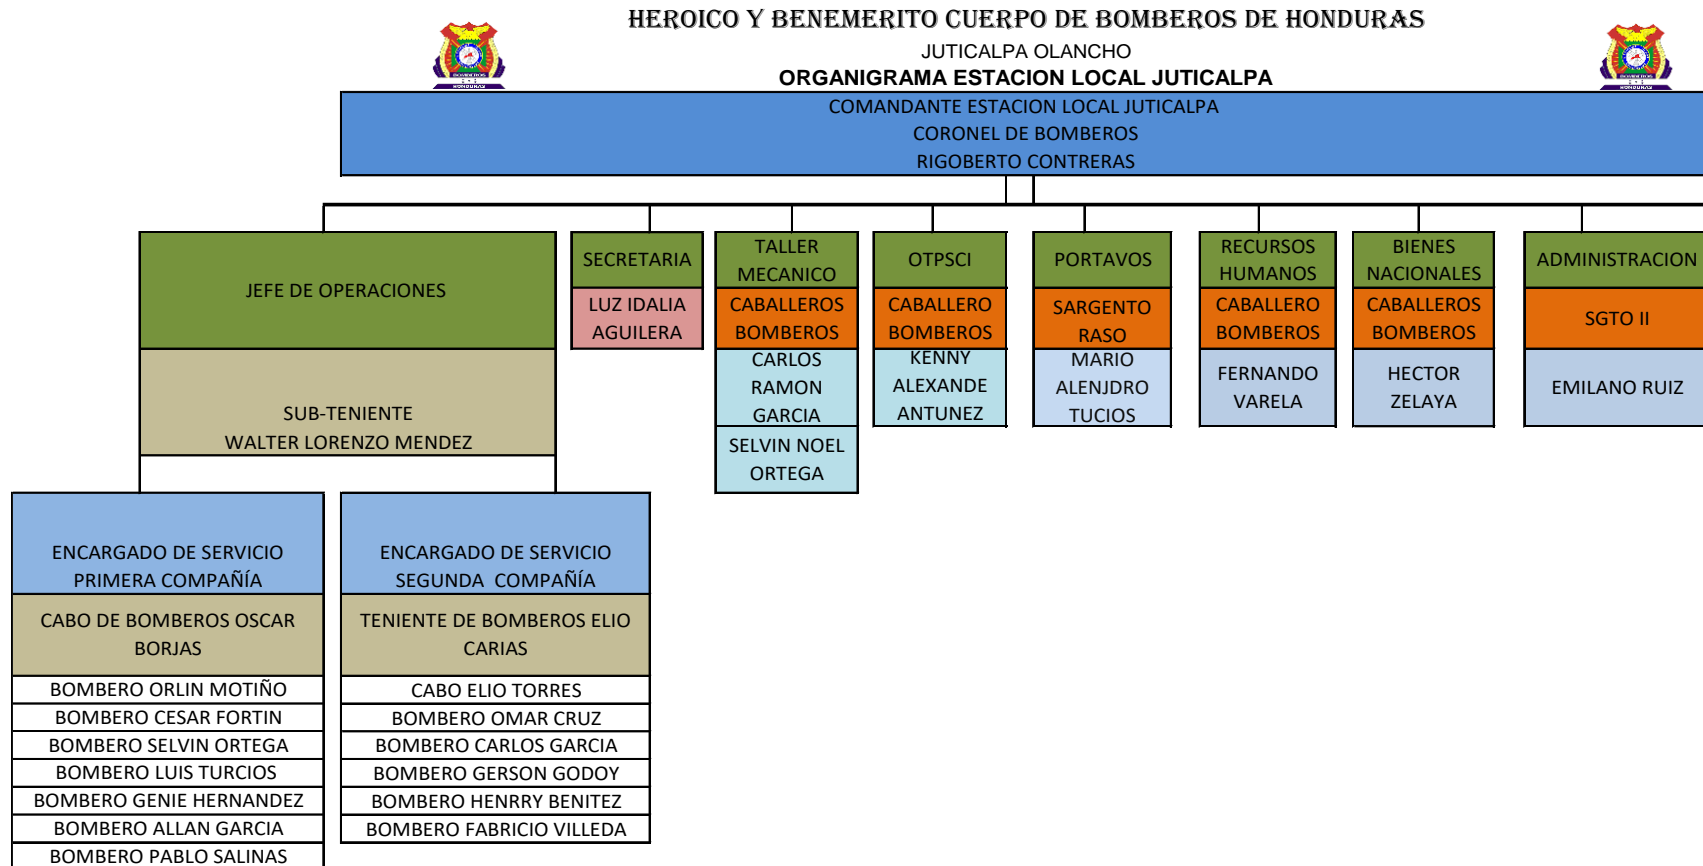 HEROICO Y BENEMERITO CUERPO DE BOMBEROS DE HONDURAS
JUTICALPA OLANCHO
ORGANIGRAMA ESTACION LOCAL JUTICALPA
BOMBEROS
HONDURAS
BOMBEROS
HONDURAS
COMANDANTE ESTACION LOCAL JUTICALPA
CORONEL DE BOMBEROS
RIGOBERTO CONTRERAS
JEFE DE OPERACIONES
SUB-TENIENTE
WALTER LORENZO MENDEZ
SECRETARIA
LUZ IDALIA
AGUILERA
TALLER
MECANICO
CABALLEROS
BOMBEROS
CARLOS
RAMON
GARCIA
SELVIN NOEL
ORTEGA
OTPSCI
CABALLERO
BOMBEROS
KENNY
ALEXANDE
ANTUNEZ
PORTAVOS
SARGENTO
RASO
MARIO
ALENJDRO
TUCIOS
RECURSOS
HUMANOS
CABALLERO
BOMBEROS
FERNANDO
VARELA
BIENES
NACIONALES
CABALLEROS
BOMBEROS
HECTOR
ZELAYA
ADMINISTRACION
SGTO II
EMILANO RUIZ
ENCARGADO DE SERVICIO
PRIMERA COMPAÑÍA
CABO DE BOMBEROS OSCAR
BORJAS
BOMBERO ORLIN MOTIÑO
BOMBERO CESAR FORTIN
BOMBERO SELVIN ORTEGA
BOMBERO LUIS TURCIOS
BOMBERO GENIE HERNANDEZ
BOMBERO ALLAN GARCIA
BOMBERO PABLO SALINAS
ENCARGADO DE SERVICIO
SEGUNDA  COMPAÑÍA
TENIENTE DE BOMBEROS ELIO
CARIAS
CABO ELIO TORRES
BOMBERO OMAR CRUZ
BOMBERO CARLOS GARCIA
BOMBERO GERSON GODOY
BOMBERO HENRRY BENITEZ
BOMBERO FABRICIO VILLEDA